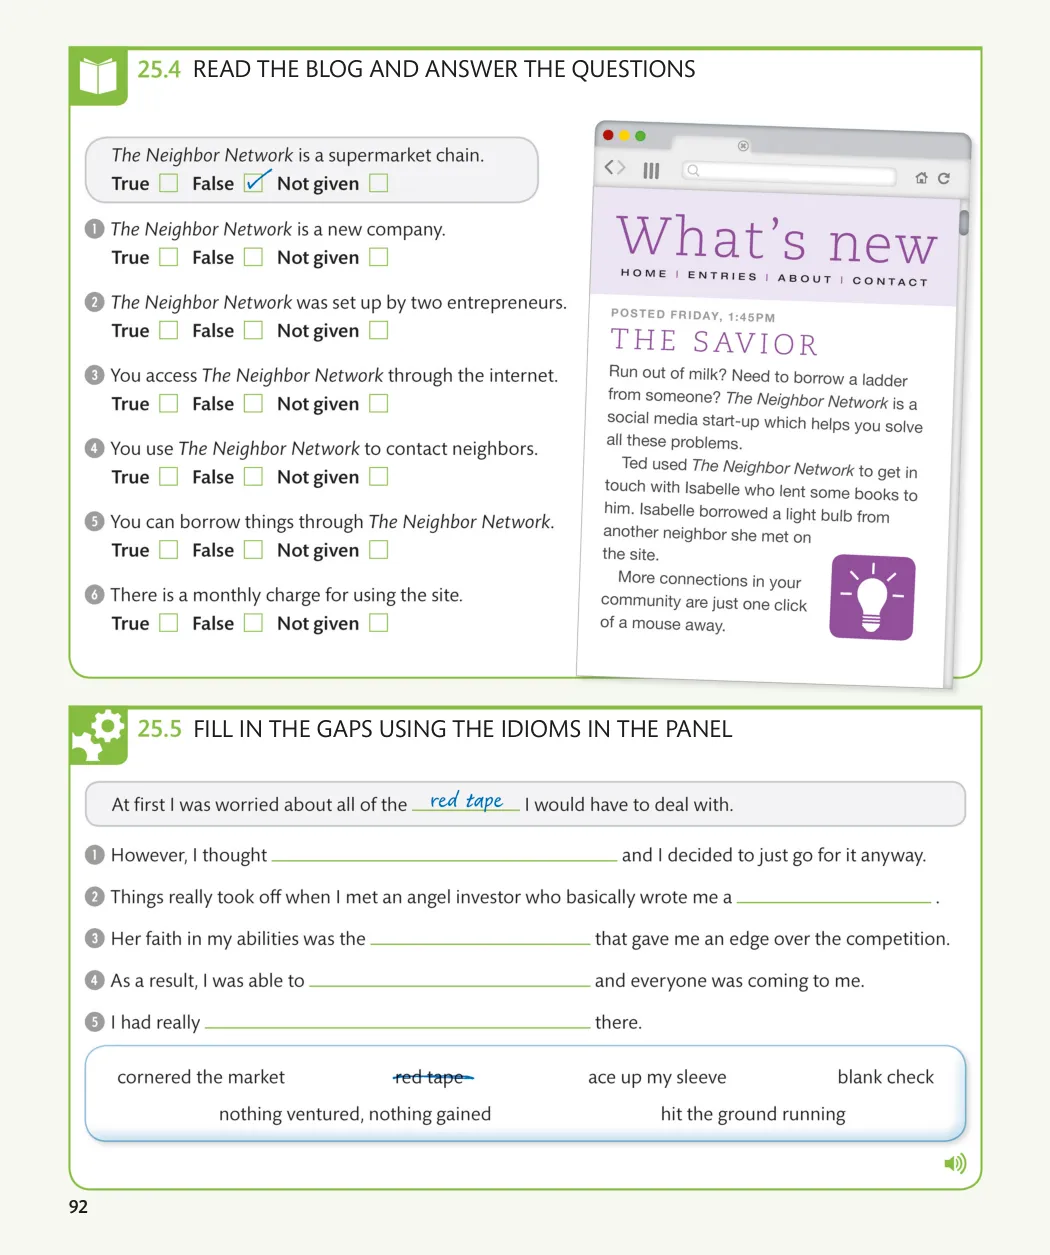 25.4 READ THE BLOG AND ANSWER THE QUESTIONS
The Neighbor Network is a supermarket chain.
True False Not given
1 The Neighbor Network is a new company.
True False Not given
2 The Neighbor Network was set up by two entrepreneurs.
True False Not given
3 You access The Neighbor Network through the internet.
True False Not given
4 You use The Neighbor Network to contact neighbors.
True False Not given
5 You can borrow things through The Neighbor Network.
True False Not given
6 There is a monthly charge for using the site.
True False Not given
What's new
HOME | ENTRIES | ABOUT | CONTACT
POSTED FRIDAY, 1:45PM
THE SAVIOR
Run out of milk? Need to borrow a ladder
from someone? The Neighbor Network is a
social media start-up which helps you solve
all these problems.
Ted used The Neighbor Network to get in
touch with Isabelle who lent some books to
him. Isabelle borrowed a light bulb from
another neighbor she met on
the site.
More connections in your
community are just one click
of a mouse away.
25.5 FILL IN THE GAPS USING THE IDIOMS IN THE PANEL
At first I was worried about all of the red tape I would have to deal with.
1 However, I thought and I decided to just go for it anyway.
2 Things really took off when I met an angel investor who basically wrote me a .
3 Her faith in my abilities was the that gave me an edge over the competition.
4 As a result, I was able to and everyone was coming to me.
5 I had really there.
cornered the market red tape ace up my sleeve blank check
nothing ventured, nothing gained hit the ground running
92